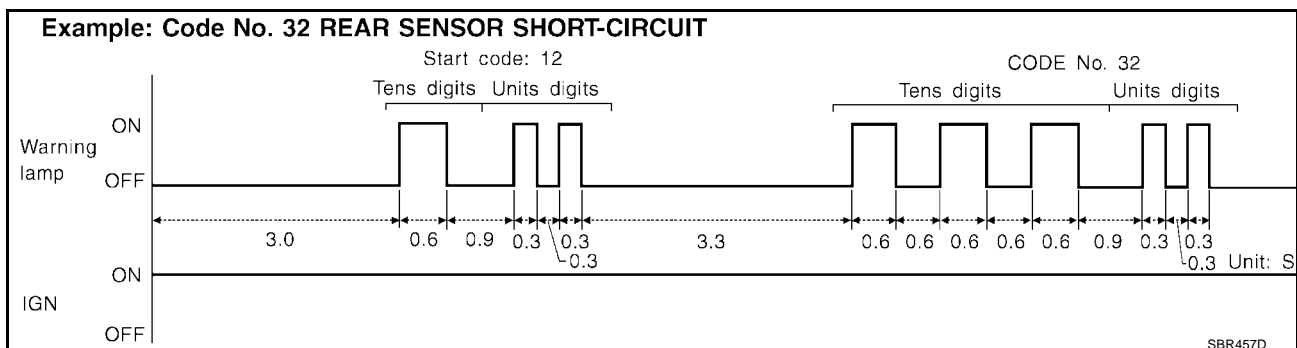 Example: Code No. 32 REAR SENSOR SHORT-CIRCUIT
Start code: 12
CODE No. 32
Tens digits Units digits
Tens digits Units digits
ON
Warning
lamp
OFF
3.0 0.6 0.9 0.3 0.3 3.3 0.6 0.6 0.6 0.6 0.6 0.9 0.3 0.3
0.3 0.3 Unit: S
ON
IGN
OFF
SBR457D